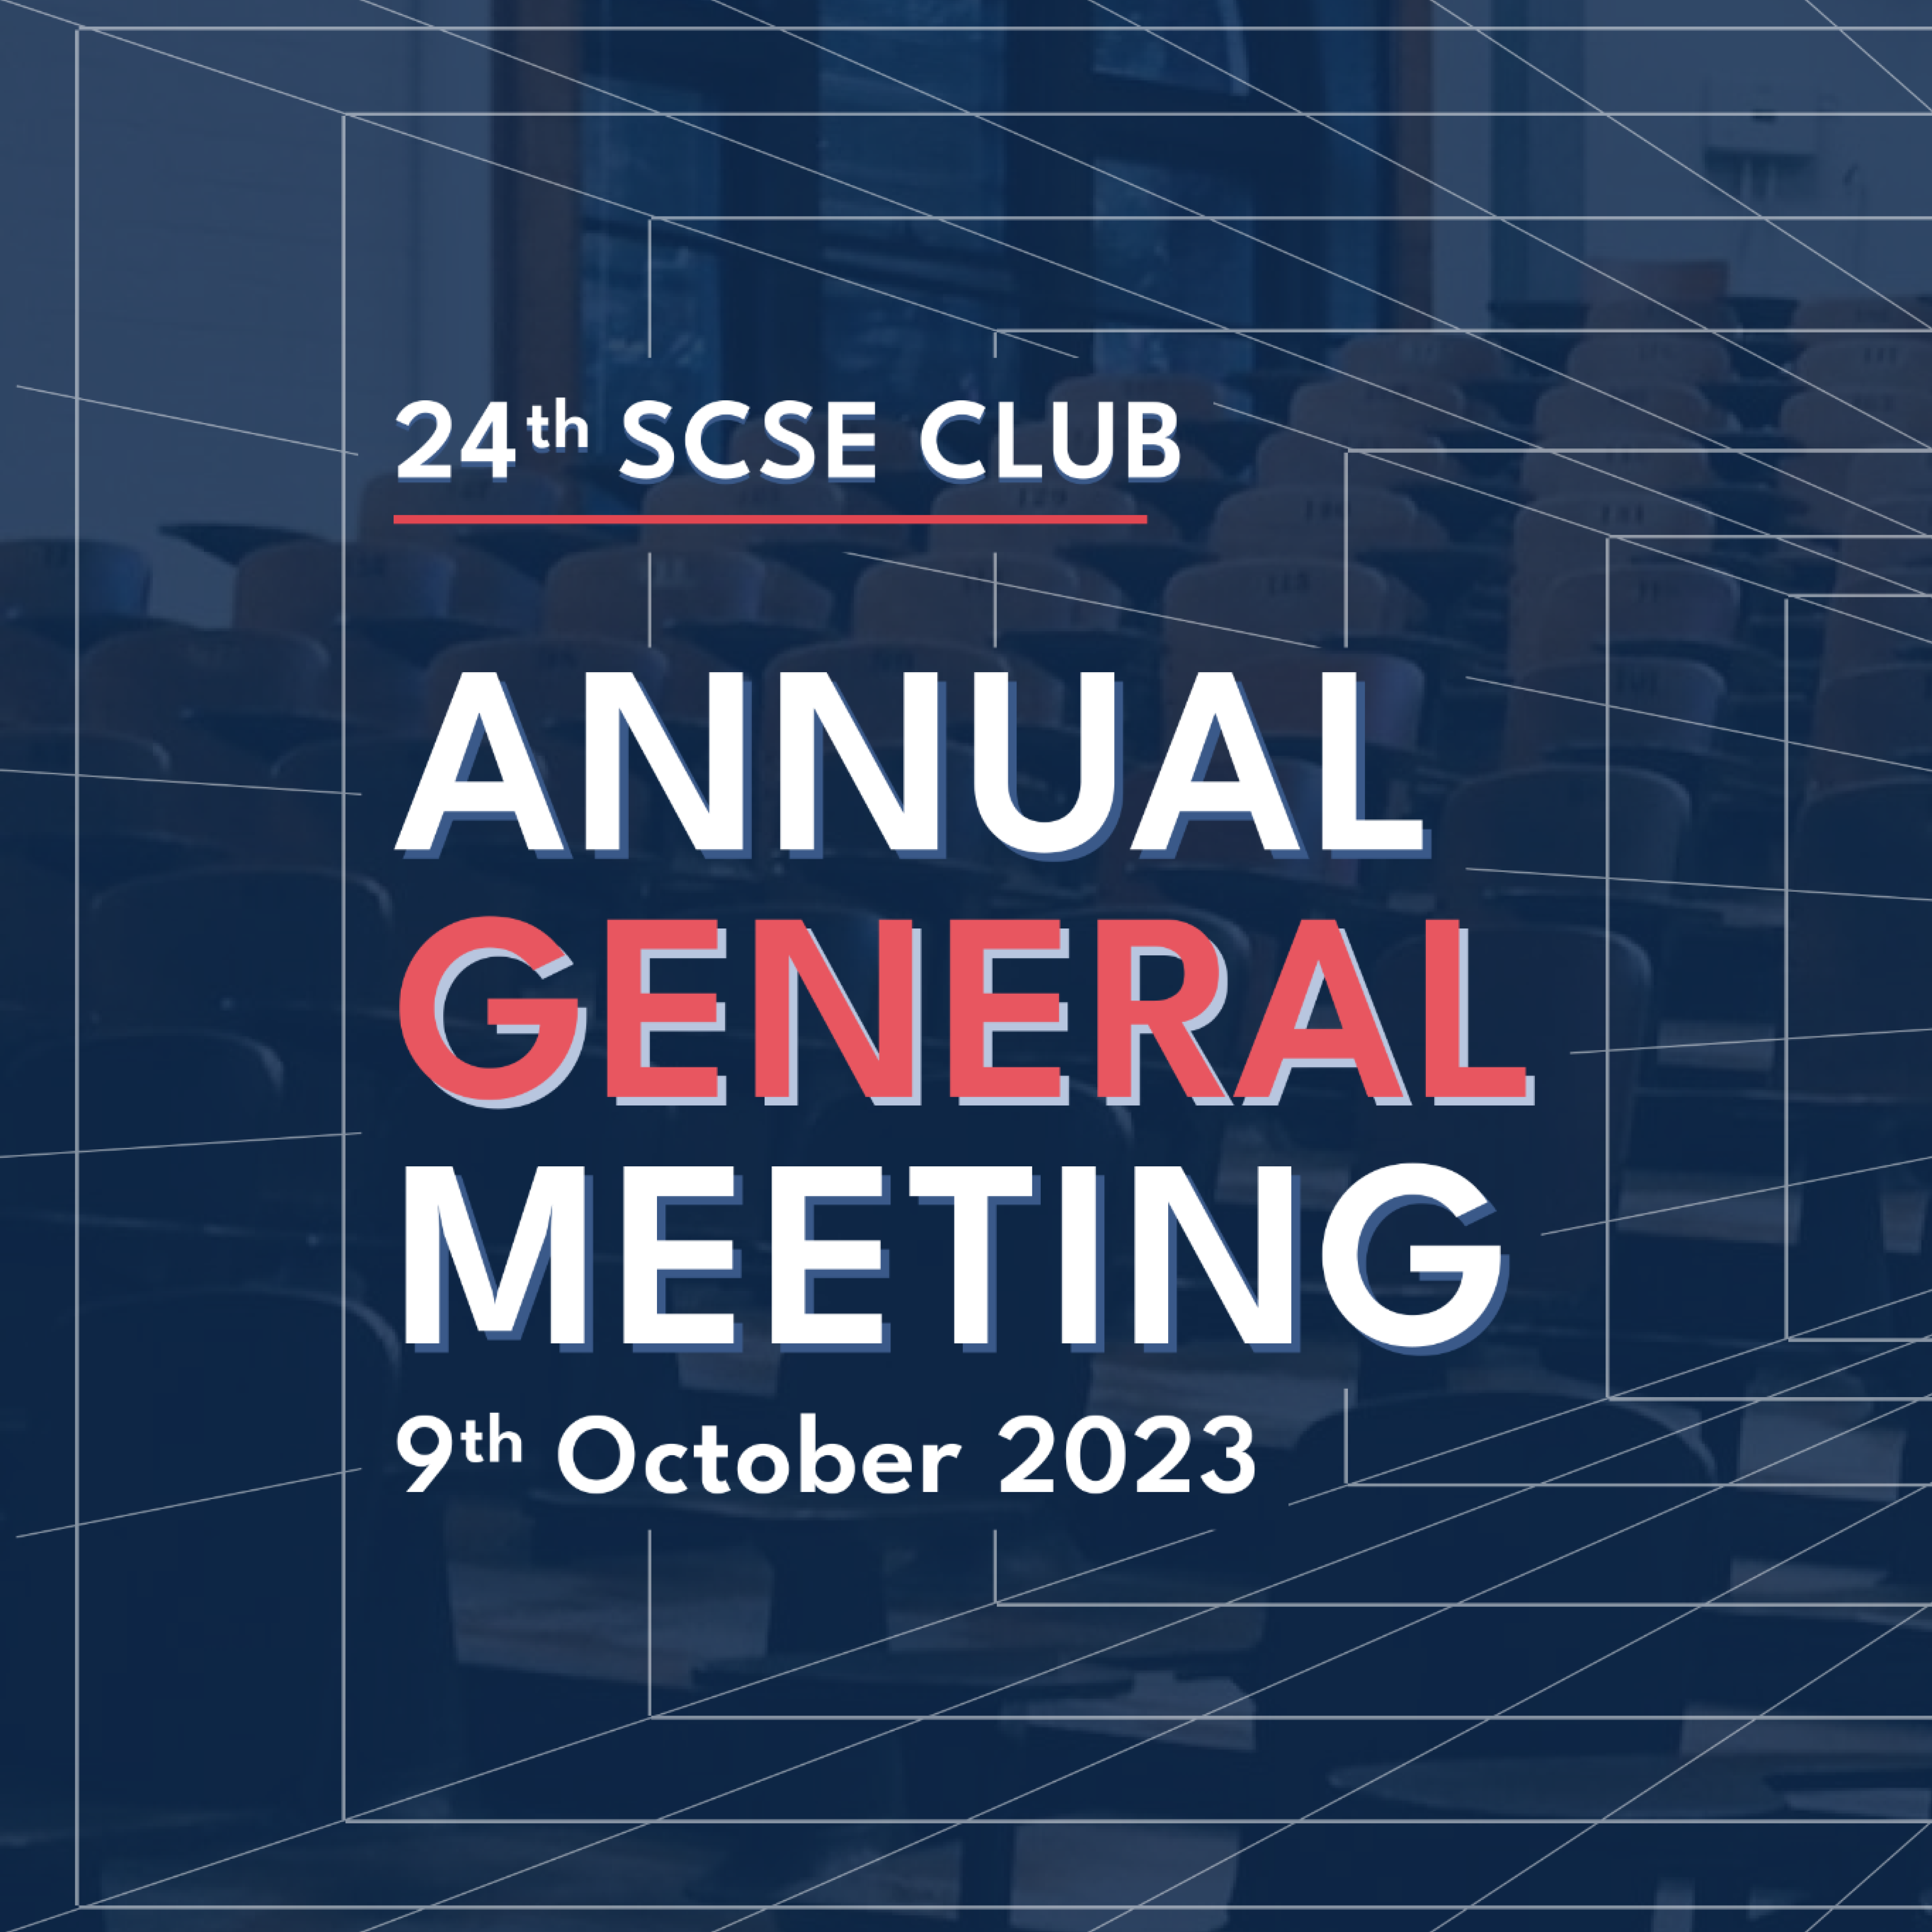 24th SCSE CLUB
ANNUAL
GENERAL
MEETING
9th October 2023